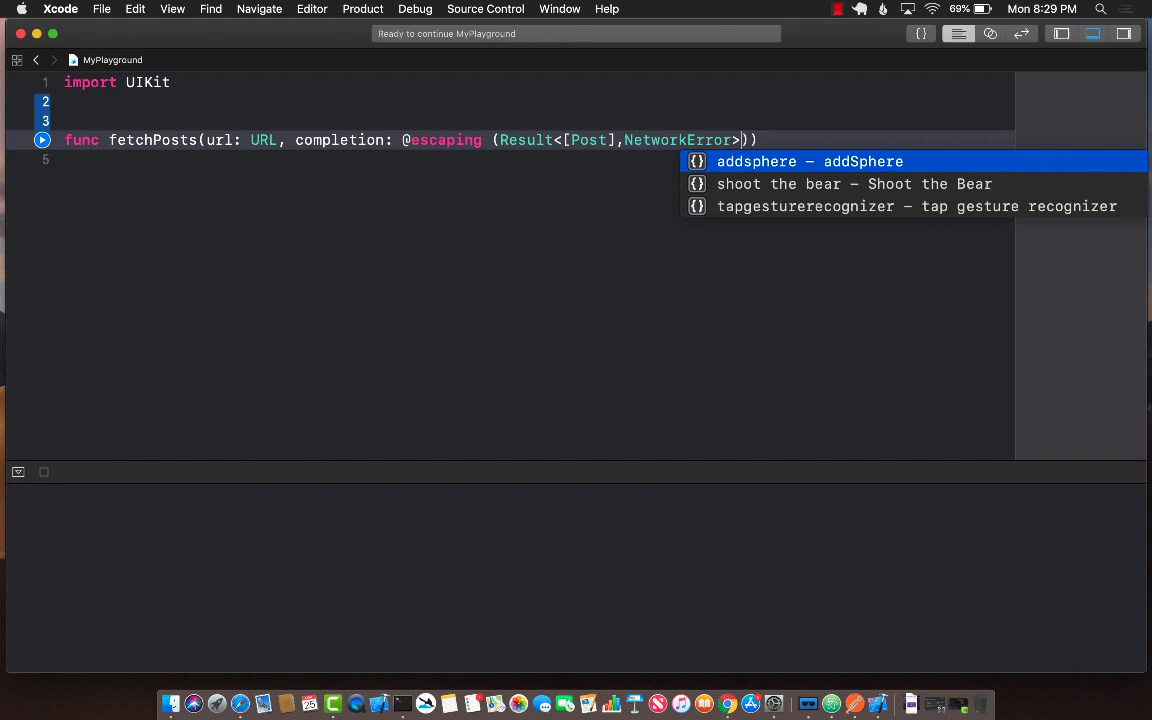 Xcode File Edit View Find Navigate Editor Product Debug Source Control Window Help 69% Mon 8:29 PM
Ready to continue MyPlayground
MyPlayground
1 import UIKit
2
3
func fetchPosts(url: URL, completion: @escaping (Result<[Post],NetworkError>))
5
{} addsphere — addSphere
{} shoot the bear — Shoot the Bear
{} tapgesturerecognizer — tap gesture recognizer
25